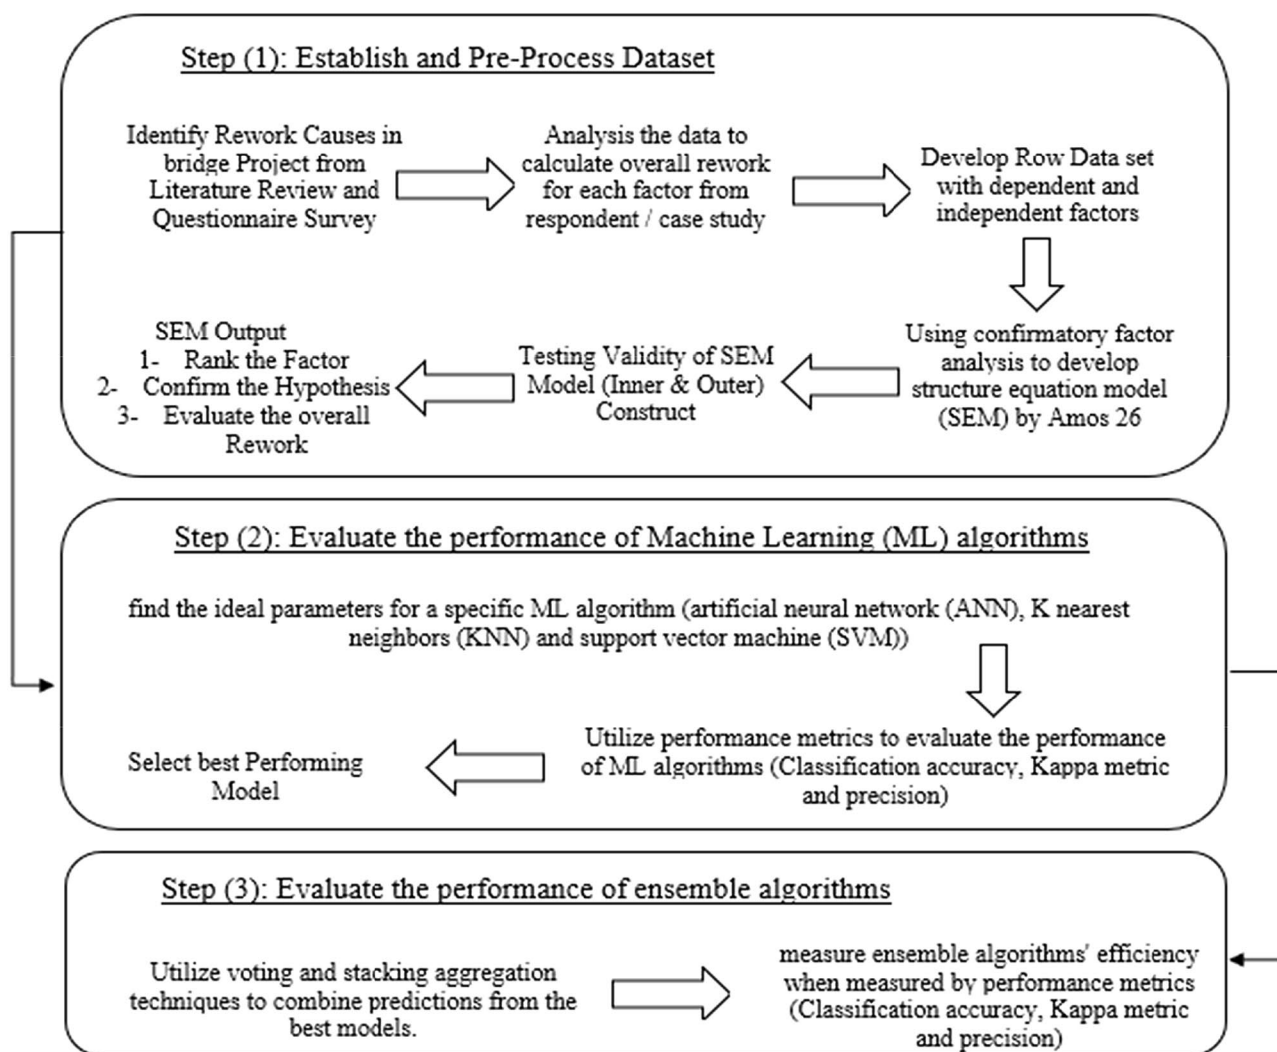 Step (1): Establish and Pre-Process Dataset
Identify Rework Causes in
bridge Project from
Literature Review and
Questionnaire Survey
Analysis the data to
calculate overall rework
for each factor from
respondent / case study
Develop Row Data set
with dependent and
independent factors
Using confirmatory factor
analysis to develop
structure equation model
(SEM) by Amos 26
Testing Validity of SEM
Model (Inner & Outer)
Construct
SEM Output
1- Rank the Factor
2- Confirm the Hypothesis
3- Evaluate the overall
Rework
Step (2): Evaluate the performance of Machine Learning (ML) algorithms
find the ideal parameters for a specific ML algorithm (artificial neural network (ANN), K nearest
neighbors (KNN) and support vector machine (SVM))
Utilize performance metrics to evaluate the performance
of ML algorithms (Classification accuracy, Kappa metric
and precision)
Select best Performing
Model
Step (3): Evaluate the performance of ensemble algorithms
Utilize voting and stacking aggregation
techniques to combine predictions from the
best models.
measure ensemble algorithms' efficiency
when measured by performance metrics
(Classification accuracy, Kappa metric
and precision)